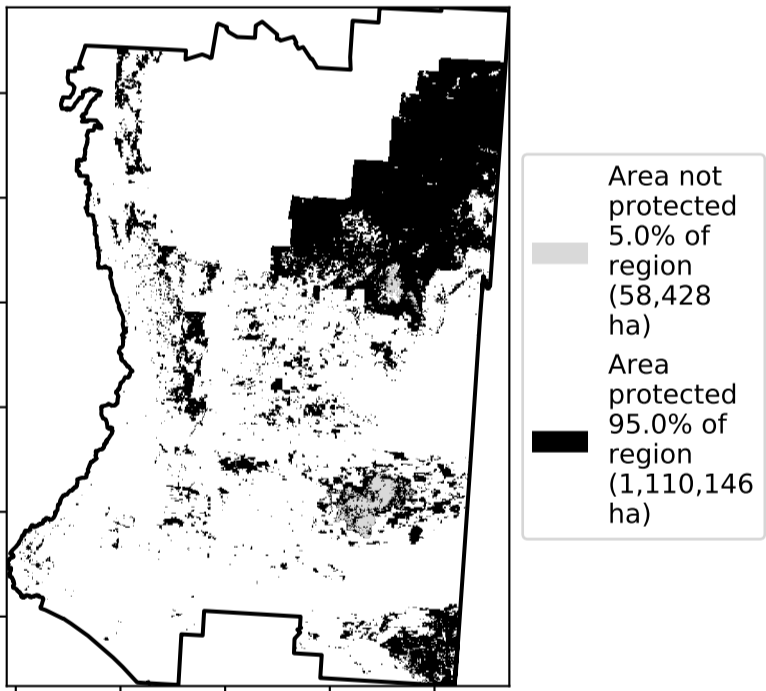 Area not
protected
5.0% of
region
(58,428
ha)
Area
protected
95.0% of
region
(1,110,146
ha)